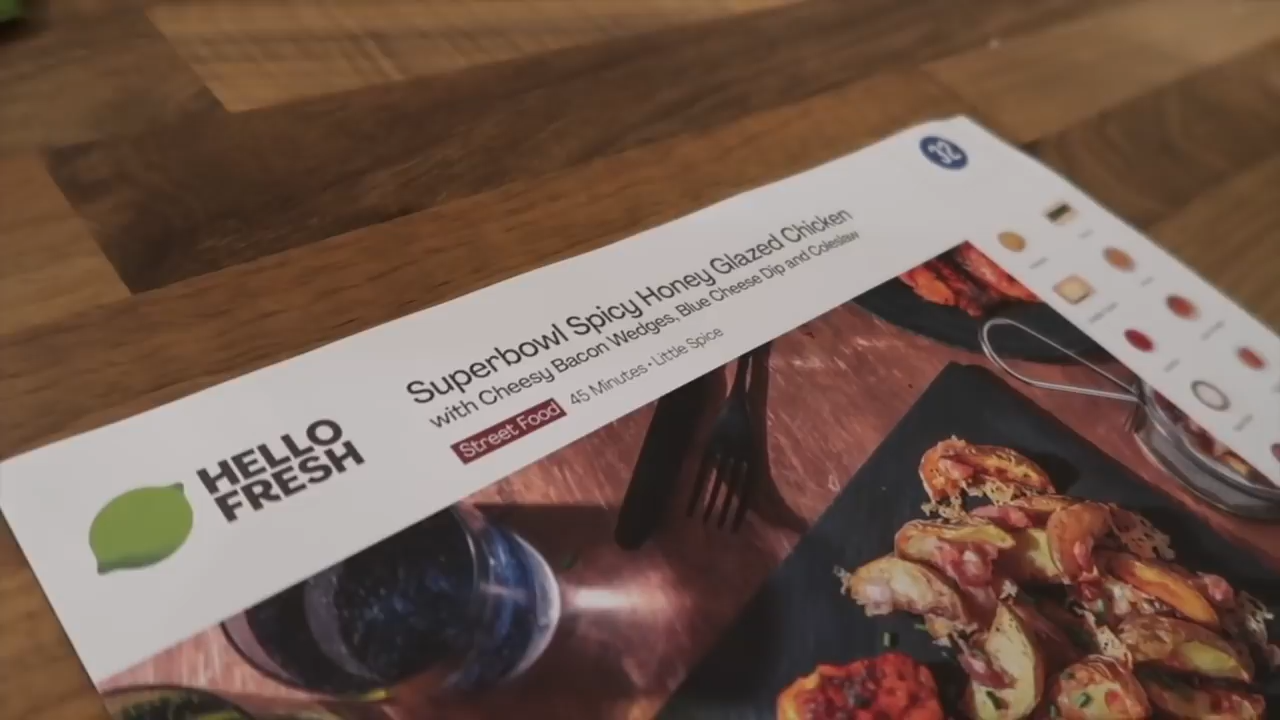 32
Superbowl Spicy Honey Glazed Chicken
with Cheesy Bacon Wedges, Blue Cheese Dip and Coleslaw
Street Food 45 Minutes • Little Spice
HELLO
FRESH